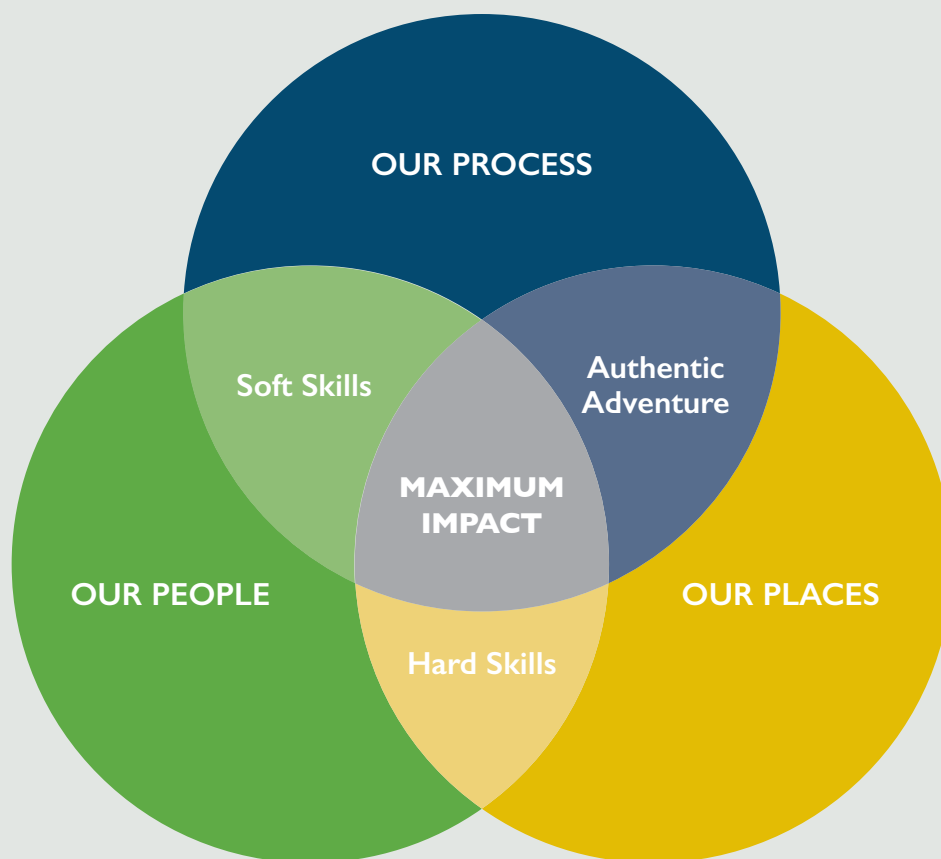 OUR PROCESS
Soft Skills
Authentic
Adventure
MAXIMUM
IMPACT
OUR PEOPLE
OUR PLACES
Hard Skills